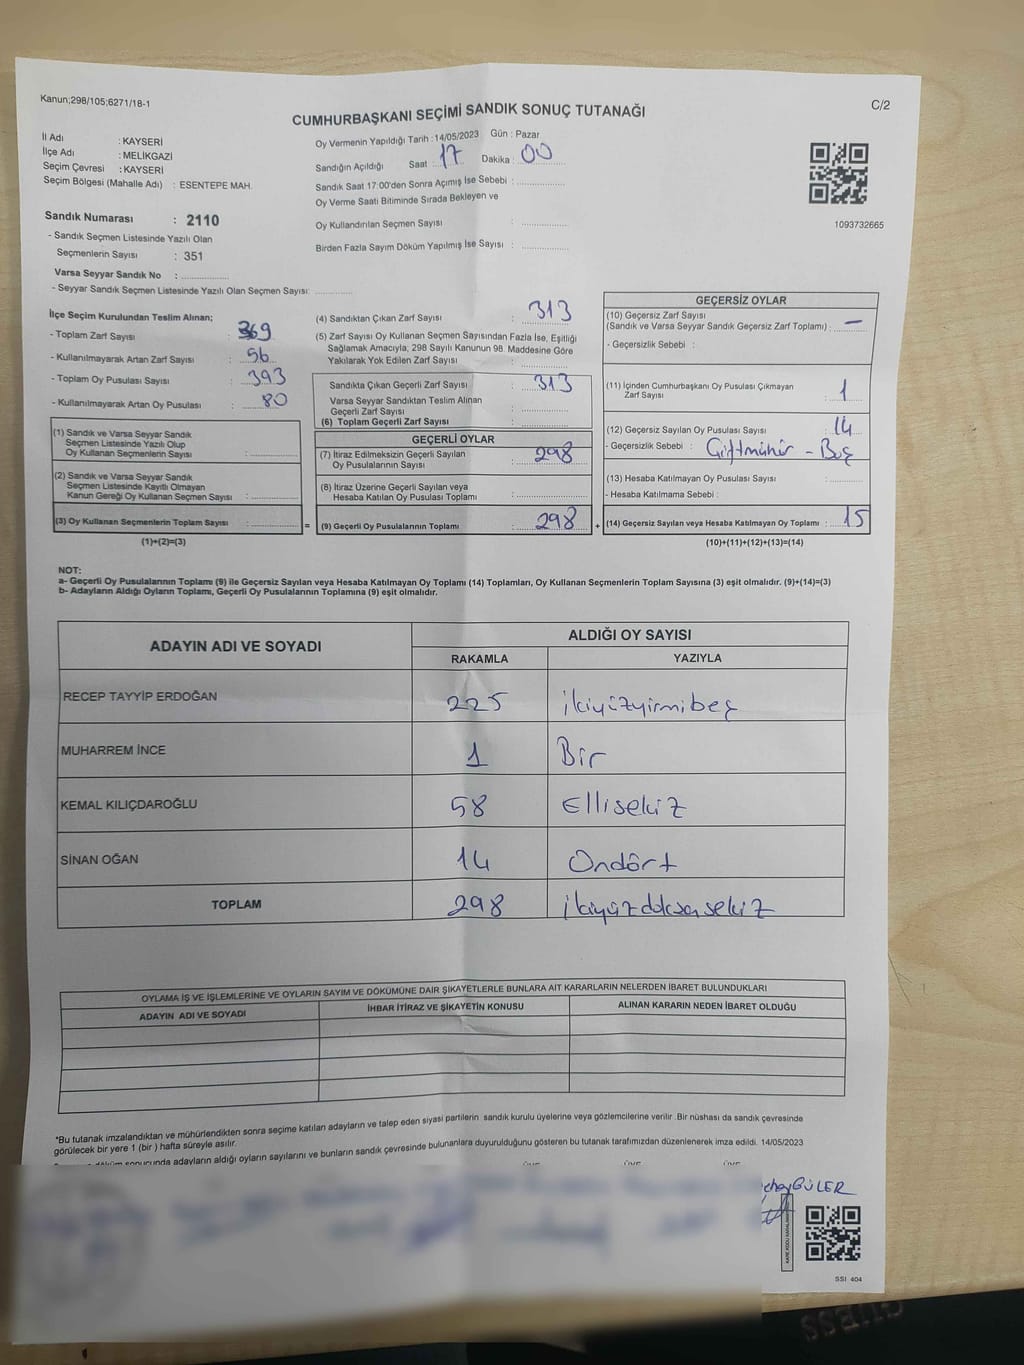 Kanun;298/105;6271/18-1
C/2
CUMHURBAŞKANI SEÇİMİ SANDIK SONUÇ TUTANAĞI
İl Adı : KAYSERİ
İlçe Adı : MELİKGAZİ
Seçim Çevresi : KAYSERİ
Seçim Bölgesi (Mahalle Adı) : ESENTEPE MAH.
Oy Vermenin Yapıldığı Tarih : 14/05/2023 Gün : Pazar
Sandığın Açıldığı Saat : 17 Dakika : 00
Sandık Saat 17:00'den Sonra Açımış İse Sebebi :
Oy Verme Saati Bitiminde Sırada Bekleyen ve
Oy Kullandırılan Seçmen Sayısı :
Birden Fazla Sayım Döküm Yapılmış İse Sayısı :
1093732665
Sandık Numarası : 2110
- Sandık Seçmen Listesinde Yazılı Olan
Seçmenlerin Sayısı : 351
Varsa Seyyar Sandık No :
- Seyyar Sandık Seçmen Listesinde Yazılı Olan Seçmen Sayısı:
İlçe Seçim Kurulundan Teslim Alınan;
- Toplam Zarf Sayısı : 369
- Kullanılmayarak Artan Zarf Sayısı : 56
- Toplam Oy Pusulası Sayısı : 393
- Kullanılmayarak Artan Oy Pusulası : 80
(1) Sandık ve Varsa Seyyar Sandık
Seçmen Listesinde Yazılı Olup
Oy Kullanan Seçmenlerin Sayısı :
(2) Sandık ve Varsa Seyyar Sandık
Seçmen Listesinde Kayıtlı Olmayan
Kanun Gereği Oy Kullanan Seçmen Sayısı :
(3) Oy Kullanan Seçmenlerin Toplam Sayısı :
(1)+(2)=(3)
(4) Sandıktan Çıkan Zarf Sayısı : 313
(5) Zarf Sayısı Oy Kullanan Seçmen Sayısından Fazla İse, Eşitliği
Sağlamak Amacıyla, 298 Sayılı Kanunun 98. Maddesine Göre
Yakılarak Yok Edilen Zarf Sayısı :
Sandıkta Çıkan Geçerli Zarf Sayısı : 313
Varsa Seyyar Sandıktan Teslim Alınan
Geçerli Zarf Sayısı :
(6) Toplam Geçerli Zarf Sayısı :
GEÇERLİ OYLAR
(7) İtiraz Edilmeksizin Geçerli Sayılan
Oy Pusulalarının Sayısı : 298
(8) İtiraz Üzerine Geçerli Sayılan veya
Hesaba Katılan Oy Pusulası Toplamı :
= (9) Geçerli Oy Pusulalarının Toplamı : 298 +
GEÇERSİZ OYLAR
(10) Geçersiz Zarf Sayısı
(Sandık ve Varsa Seyyar Sandık Geçersiz Zarf Toplamı) : —
- Geçersizlik Sebebi :
(11) İçinden Cumhurbaşkanı Oy Pusulası Çıkmayan
Zarf Sayısı : 1
(12) Geçersiz Sayılan Oy Pusulası Sayısı : 14
- Geçersizlik Sebebi : Çiftmühür - Boş
(13) Hesaba Katılmayan Oy Pusulası Sayısı :
- Hesaba Katılmama Sebebi :
(14) Geçersiz Sayılan veya Hesaba Katılmayan Oy Toplamı : 15
(10)+(11)+(12)+(13)=(14)
NOT:
a- Geçerli Oy Pusulalarının Toplamı (9) ile Geçersiz Sayılan veya Hesaba Katılmayan Oy Toplamı (14) Toplamları, Oy Kullanan Seçmenlerin Toplam Sayısına (3) eşit olmalıdır. (9)+(14)=(3)
b- Adayların Aldığı Oyların Toplamı, Geçerli Oy Pusulalarının Toplamına (9) eşit olmalıdır.
ADAYIN ADI VE SOYADI
ALDIĞI OY SAYISI
RAKAMLA YAZIYLA
RECEP TAYYİP ERDOĞAN 225 ikiyüzyirmibeş
MUHARREM İNCE 1 Bir
KEMAL KILIÇDAROĞLU 58 Ellisekiz
SİNAN OĞAN 14 Ondört
TOPLAM 298 ikiyüzdoksansekiz
OYLAMA İŞ VE İŞLEMLERİNE VE OYLARIN SAYIM VE DÖKÜMÜNE DAİR ŞİKAYETLERLE BUNLARA AİT KARARLARIN NELERDEN İBARET BULUNDUKLARI
ADAYIN ADI VE SOYADI İHBAR İTİRAZ VE ŞİKAYETİN KONUSU ALINAN KARARIN NEDEN İBARET OLDUĞU
*Bu tutanak imzalandıktan ve mühürlendikten sonra seçime katılan adayların ve talep eden siyasi partilerin sandık kurulu üyelerine veya gözlemcilerine verilir. Bir nüshası da sandık çevresinde
görülecek bir yere 1 (bir ) hafta süreyle asılır.
sonucunda adayların aldığı oyların sayılarını ve bunların sandık çevresinde bulunanlara duyurulduğunu gösteren bu tutanak tarafımızdan düzenlenerek imza edildi. 14/05/2023
GÜLER
SSI 404
GUESS